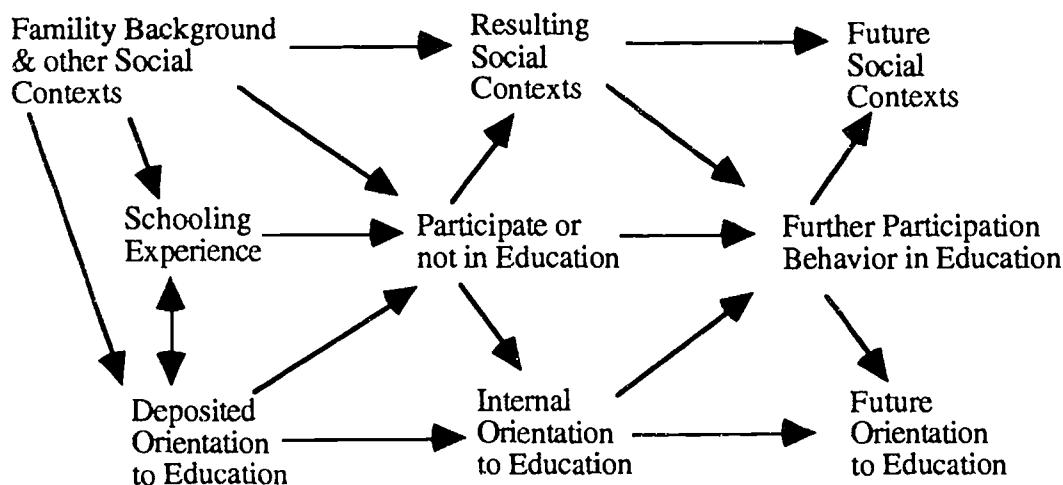 Famility Background
& other Social
Contexts
Resulting
Social
Contexts
Future
Social
Contexts
Schooling
Experience
Participate or
not in Education
Further Participation
Behavior in Education
Deposited
Orientation
to Education
Internal
Orientation
to Education
Future
Orientation
to Education